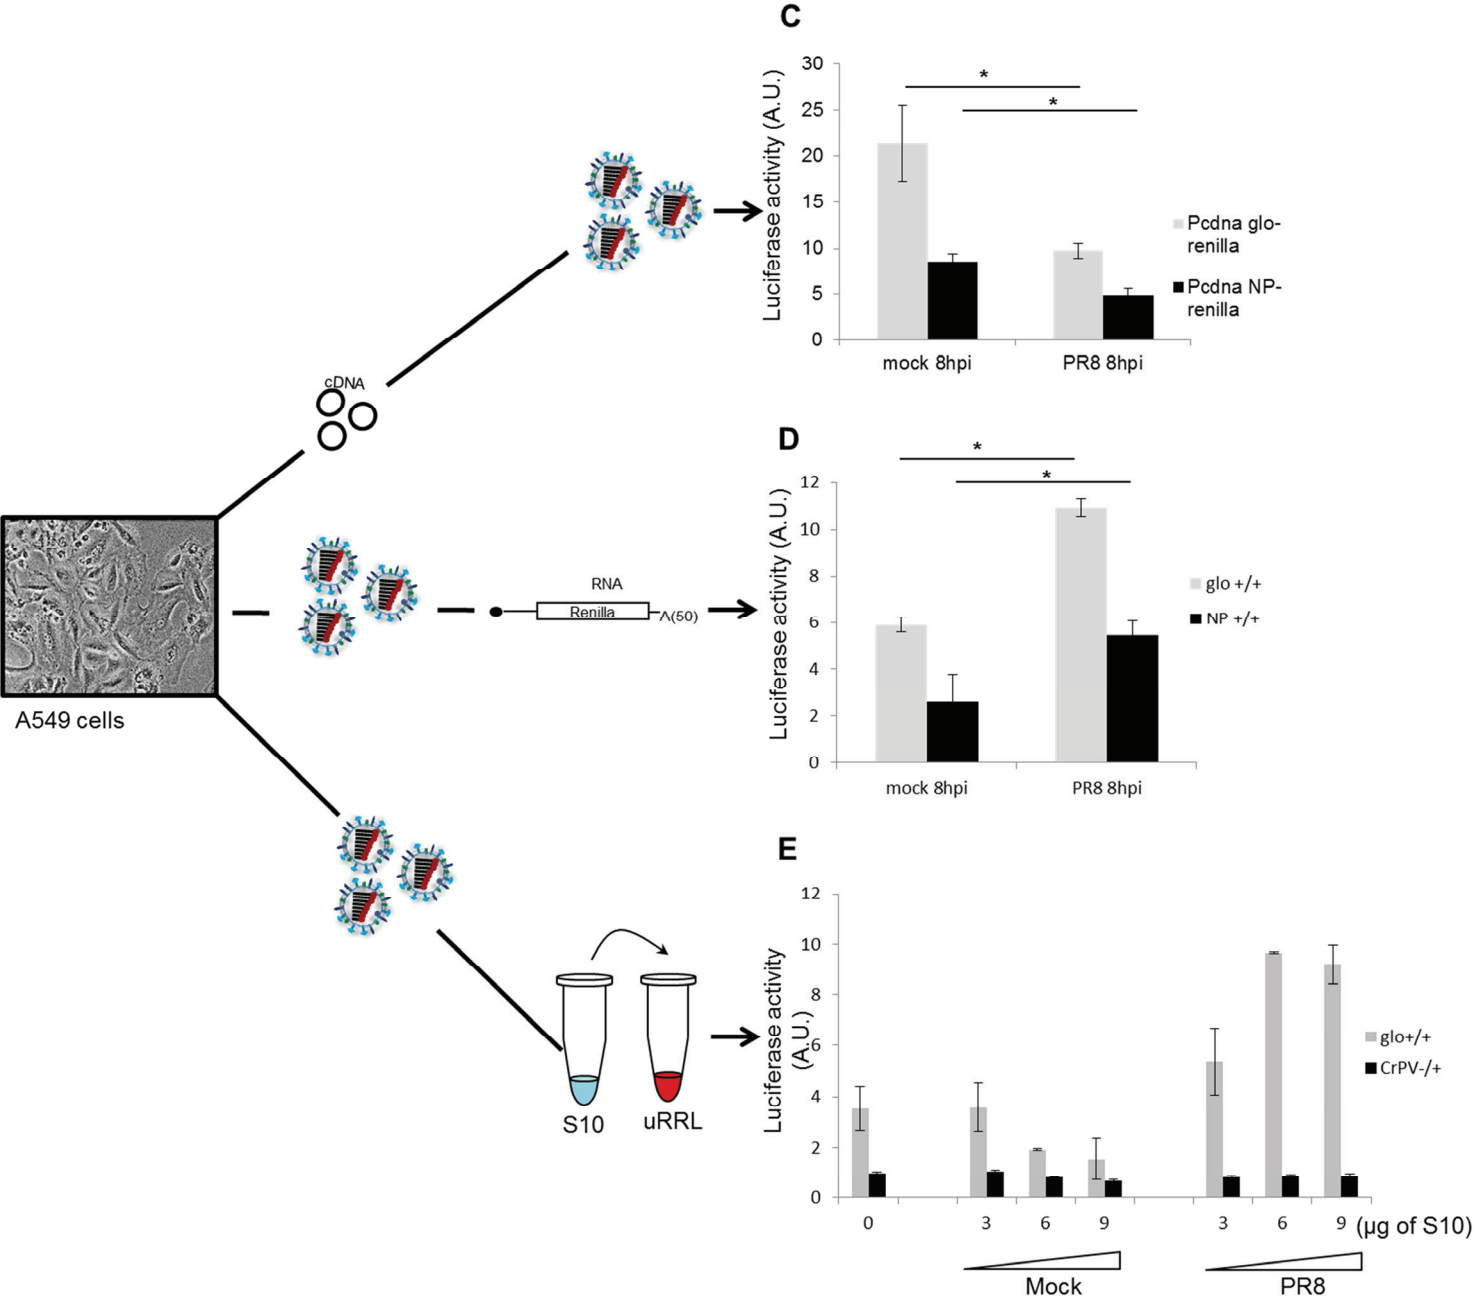 C
Luciferase activity (A.U.)
30
25
20
15
10
5
0
*
*
mock 8hpi
PR8 8hpi
Pcdna glo-
renilla
Pcdna NP-
renilla
cDNA
D
Luciferase activity (A.U.)
12
10
8
6
4
2
0
*
*
mock 8hpi
PR8 8hpi
glo +/+
NP +/+
RNA
Renilla
A(50)
A549 cells
E
Luciferase activity
(A.U.)
12
10
8
6
4
2
0
glo+/+
CrPV-/+
0 3 6 9 3 6 9 (µg of S10)
Mock PR8
S10 uRRL